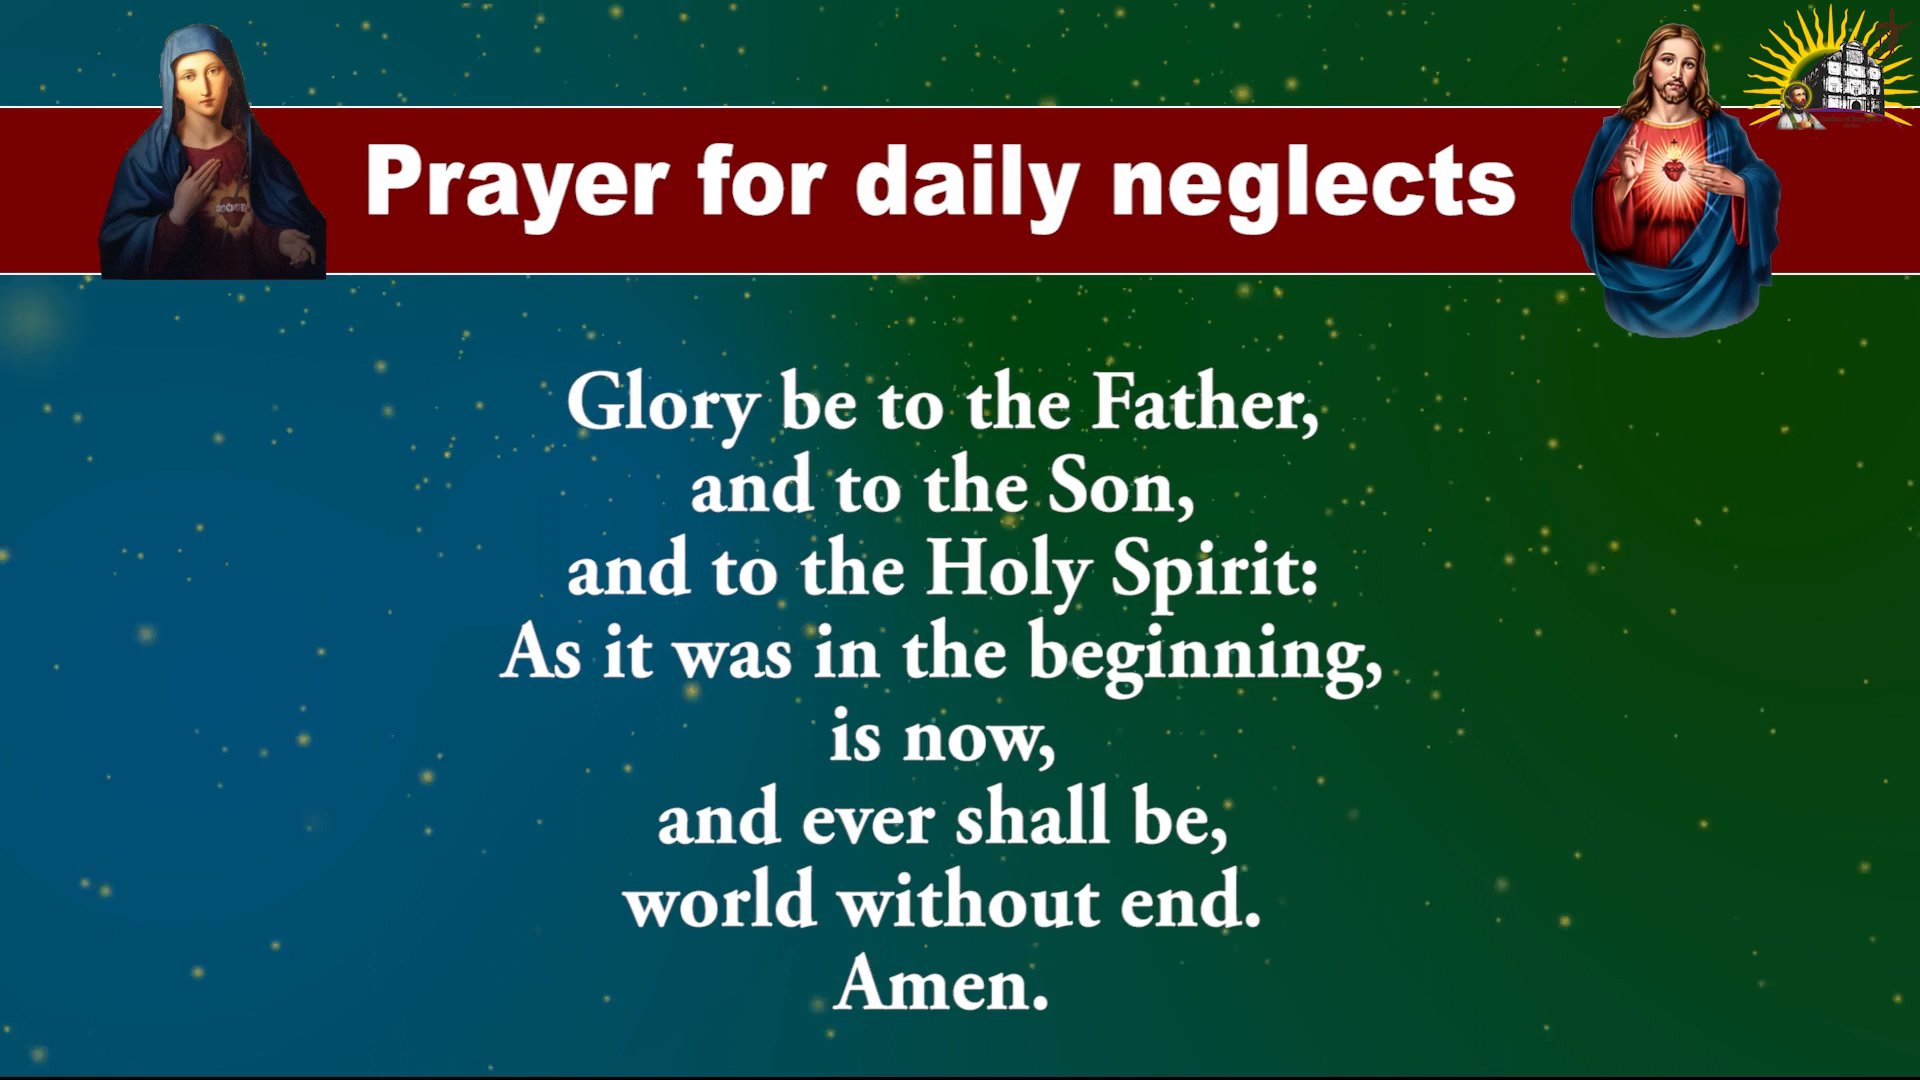 Prayer for daily neglects
Glory be to the Father,
and to the Son,
and to the Holy Spirit:
As it was in the beginning,
is now,
and ever shall be,
world without end.
Amen.